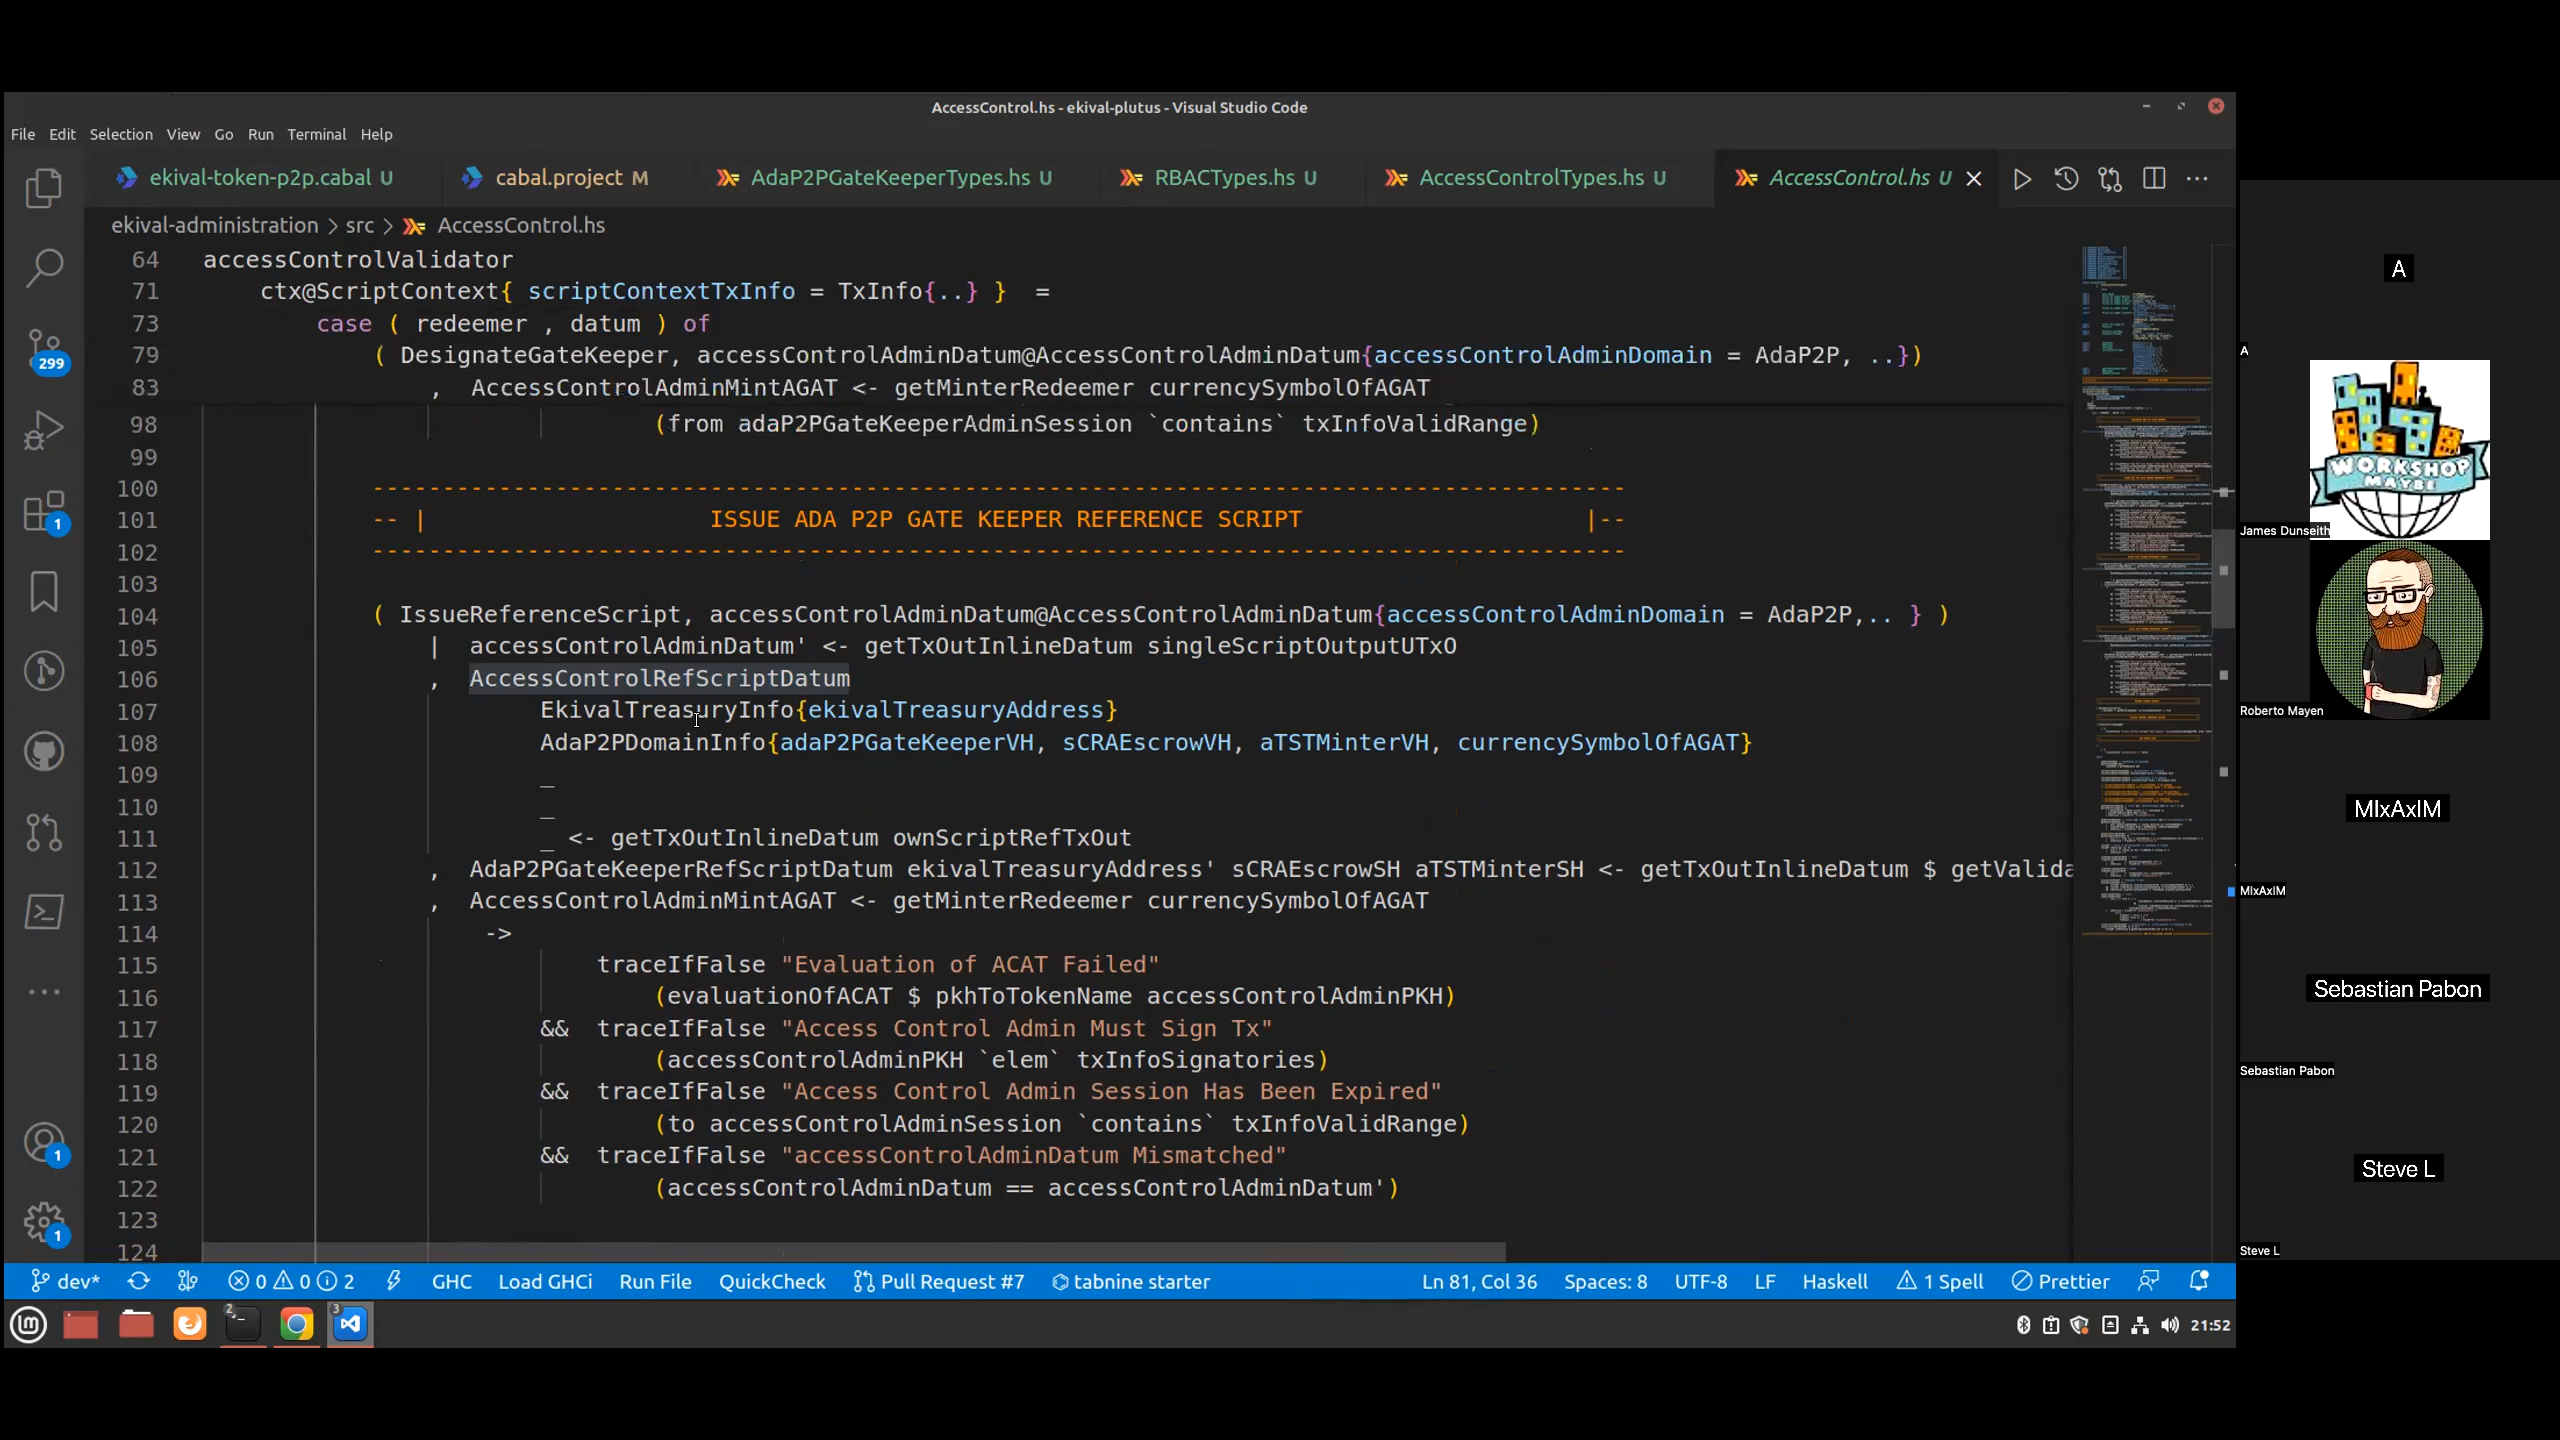 AccessControl.hs - ekival-plutus - Visual Studio Code
File Edit Selection View Go Run Terminal Help
ekival-token-p2p.cabal U cabal.project M AdaP2PGateKeeperTypes.hs U RBACTypes.hs U AccessControlTypes.hs U AccessControl.hs U
ekival-administration > src > AccessControl.hs
64 accessControlValidator
71 ctx@ScriptContext{ scriptContextTxInfo = TxInfo{..} } =
73 case ( redeemer , datum ) of
79 ( DesignateGateKeeper, accessControlAdminDatum@AccessControlAdminDatum{accessControlAdminDomain = AdaP2P, ..})
83 , AccessControlAdminMintAGAT <- getMinterRedeemer currencySymbolOfAGAT
98 (from adaP2PGateKeeperAdminSession `contains` txInfoValidRange)
99
100 ----------------------------------------------------------------------------------------
101 -- | ISSUE ADA P2P GATE KEEPER REFERENCE SCRIPT |--
102 ----------------------------------------------------------------------------------------
103
104 ( IssueReferenceScript, accessControlAdminDatum@AccessControlAdminDatum{accessControlAdminDomain = AdaP2P,.. } )
105 | accessControlAdminDatum' <- getTxOutInlineDatum singleScriptOutputUTxO
106 , AccessControlRefScriptDatum
107 EkivalTreasuryInfo{ekivalTreasuryAddress}
108 AdaP2PDomainInfo{adaP2PGateKeeperVH, sCRAEscrowVH, aTSTMinterVH, currencySymbolOfAGAT}
109 _
110 _
111 _ <- getTxOutInlineDatum ownScriptRefTxOut
112 , AdaP2PGateKeeperRefScriptDatum ekivalTreasuryAddress' sCRAEscrowSH aTSTMinterSH <- getTxOutInlineDatum $ getValida
113 , AccessControlAdminMintAGAT <- getMinterRedeemer currencySymbolOfAGAT
114 ->
115 traceIfFalse "Evaluation of ACAT Failed"
116 (evaluationOfACAT $ pkhToTokenName accessControlAdminPKH)
117 && traceIfFalse "Access Control Admin Must Sign Tx"
118 (accessControlAdminPKH `elem` txInfoSignatories)
119 && traceIfFalse "Access Control Admin Session Has Been Expired"
120 (to accessControlAdminSession `contains` txInfoValidRange)
121 && traceIfFalse "accessControlAdminDatum Mismatched"
122 (accessControlAdminDatum == accessControlAdminDatum')
123
124
299
1
1
1
dev* 0 0 2 GHC Load GHCi Run File QuickCheck Pull Request #7 tabnine starter Ln 81, Col 36 Spaces: 8 UTF-8 LF Haskell 1 Spell Prettier
2 3 21:52
A
A
WORKSHOP
MAYBE
James Dunseith
Roberto Mayen
MIxAxIM
MIxAxIM
Sebastian Pabon
Sebastian Pabon
Steve L
Steve L